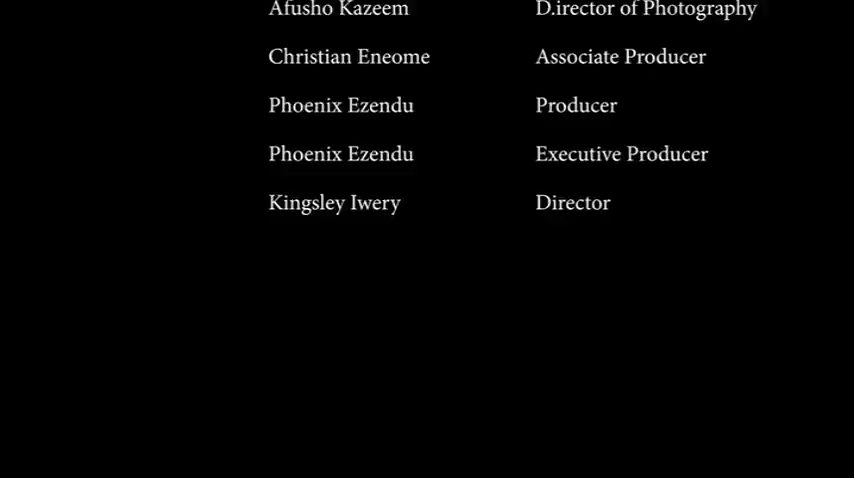 Afusho Kazeem D.irector of Photography
Christian Eneome Associate Producer
Phoenix Ezendu Producer
Phoenix Ezendu Executive Producer
Kingsley Iwery Director